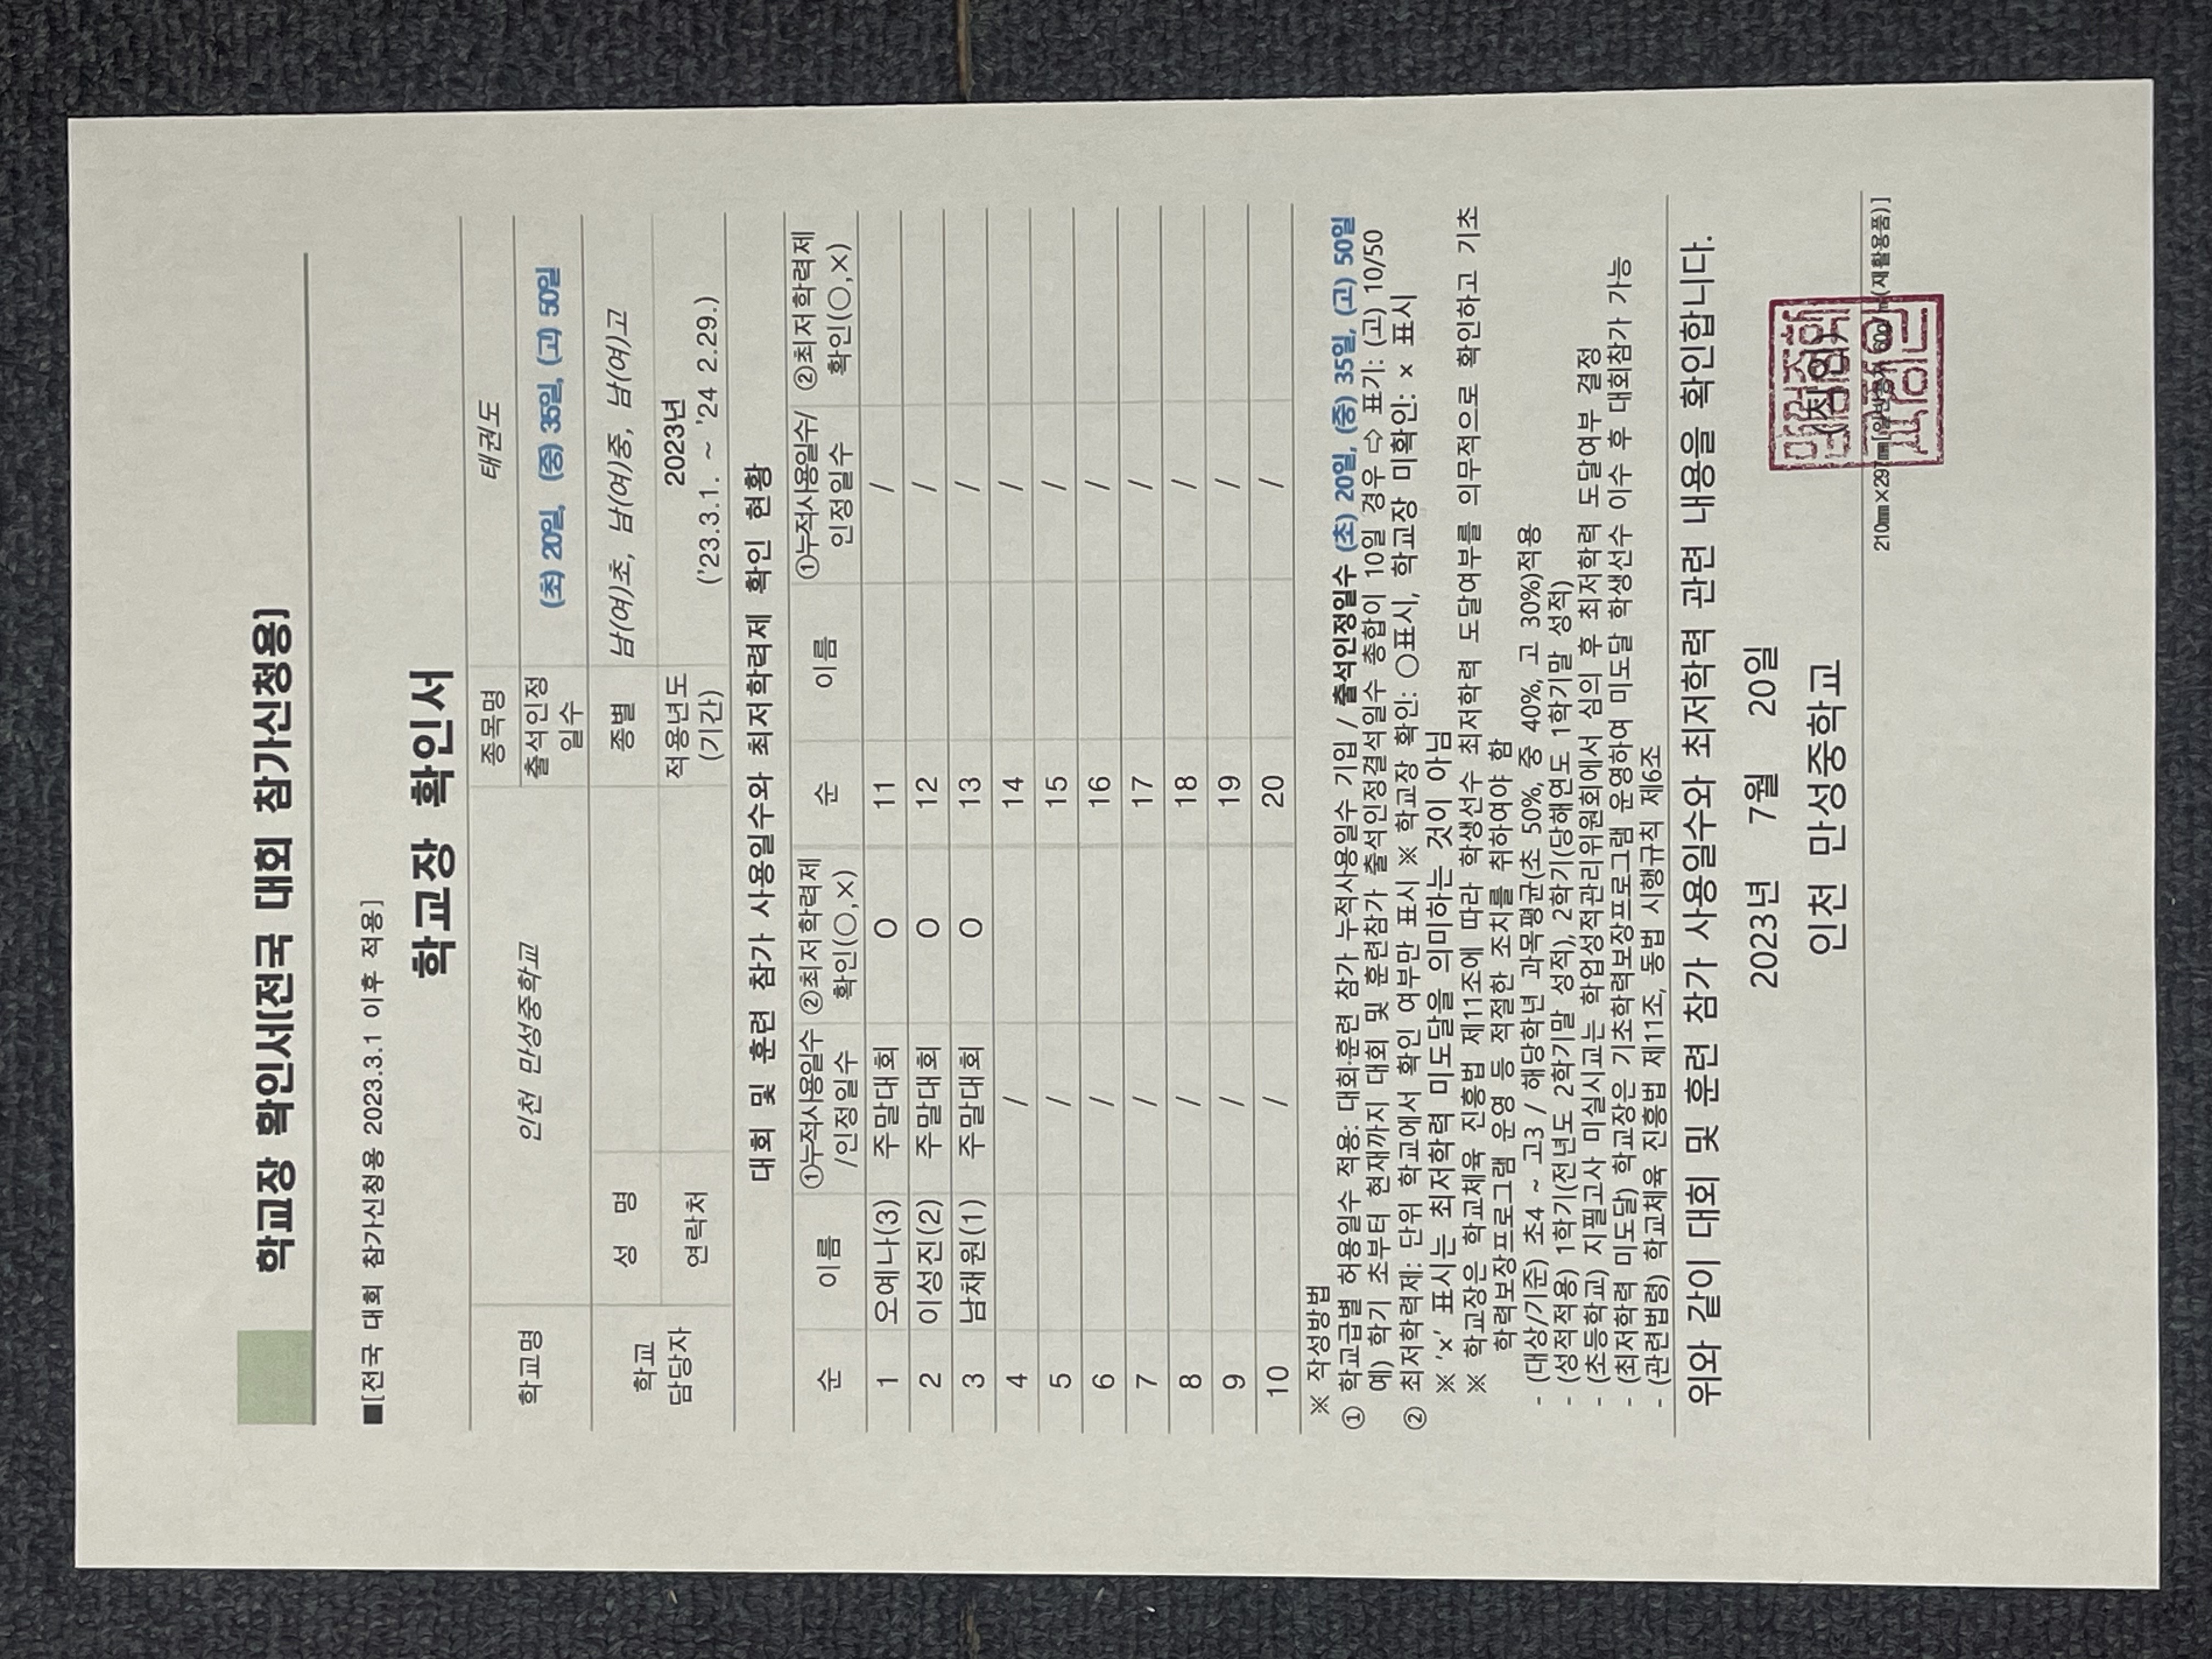 학교장 확인서[전국 대회 참가신청용]
■[전국 대회 참가신청용 2023.3.1 이후 적용]
학교장 확인서
학교명 인천 만성중학교 종목명 태권도
출석인정일수 (초) 20일, (중) 35일, (고) 50일
학교 담당자 성 명 종별 남(여)초, 남(여)중, 남(여)고
연락처 적용년도 (기간) 2023년 ('23.3.1. ~ '24 2.29.)
대회 및 훈련 참가 사용일수와 최저학력제 확인 현황
순 이름 ①누적사용일수/인정일수 ②최저학력제 확인(○,×) 순 이름 ①누적사용일수/인정일수 ②최저학력제 확인(○,×)
1 오예나(3) 주말대회 O 11 /
2 이성진(2) 주말대회 O 12 /
3 남채원(1) 주말대회 O 13 /
4 / 14 /
5 / 15 /
6 / 16 /
7 / 17 /
8 / 18 /
9 / 19 /
10 / 20 /
※ 작성방법
① 학교급별 허용일수 적용: 대회·훈련 참가 누적사용일수 기입 / 출석인정일수 (초) 20일, (중) 35일, (고) 50일
예) 학기 초부터 현재까지 대회 및 훈련참가 출석인정결석일수 총합이 10일 경우 ⇨ 표기: (고) 10/50
② 최저학력제: 단위 학교에서 확인 여부만 표시 ※ 학교장 확인: ○표시, 학교장 미확인: × 표시
※ '×' 표시는 최저학력 미도달을 의미하는 것이 아님
※ 학교장은 학교체육 진흥법 제11조에 따라 학생선수 최저학력 도달여부를 의무적으로 확인하고 기초
학력보장프로그램 운영 등 적절한 조치를 취하여야 함
- (대상/기준) 초4 ~ 고3 / 해당학년 과목평균(초 50%, 중 40%, 고 30%)적용
- (성적적용) 1학기(전년도 2학기말 성적), 2학기(당해연도 1학기말 성적)
- (초등학교) 지필고사 미실시교는 학업성적관리위원회에서 심의 후 최저학력 도달여부 결정
- (최저학력 미도달) 학교장은 기초학력보장프로그램 운영하여 미도달 학생선수 이수 후 대회참가 가능
- (관련법령) 학교체육 진흥법 제11조, 동법 시행규칙 제6조
위와 같이 대회 및 훈련 참가 사용일수와 최저학력 관련 내용을 확인합니다.
2023년 7월 20일
인천 만성중학교 (직인)
210㎜×297㎜[일반용지 60g/㎡(재활용품)]